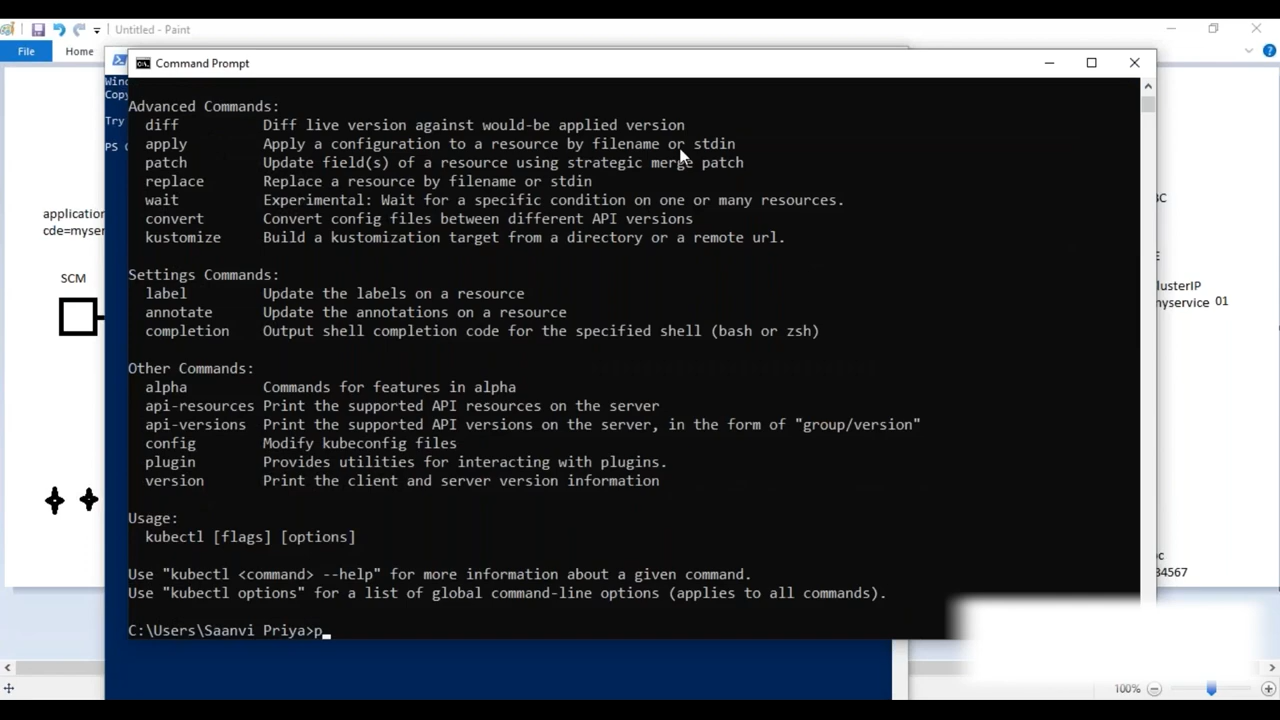 Untitled - Paint
File Home
Command Prompt
Wind
Copy
Try
PS C
Advanced Commands:
diff Diff live version against would-be applied version
apply Apply a configuration to a resource by filename or stdin
patch Update field(s) of a resource using strategic merge patch
replace Replace a resource by filename or stdin
wait Experimental: Wait for a specific condition on one or many resources.
convert Convert config files between different API versions
kustomize Build a kustomization target from a directory or a remote url.
Settings Commands:
label Update the labels on a resource
annotate Update the annotations on a resource
completion Output shell completion code for the specified shell (bash or zsh)
Other Commands:
alpha Commands for features in alpha
api-resources Print the supported API resources on the server
api-versions Print the supported API versions on the server, in the form of "group/version"
config Modify kubeconfig files
plugin Provides utilities for interacting with plugins.
version Print the client and server version information
Usage:
kubectl [flags] [options]
Use "kubectl <command> --help" for more information about a given command.
Use "kubectl options" for a list of global command-line options (applies to all commands).
C:\Users\Saanvi Priya>p_
application
cde=myser
SCM
BC
E
lusterIP
myservice 01
oc
34567
100%